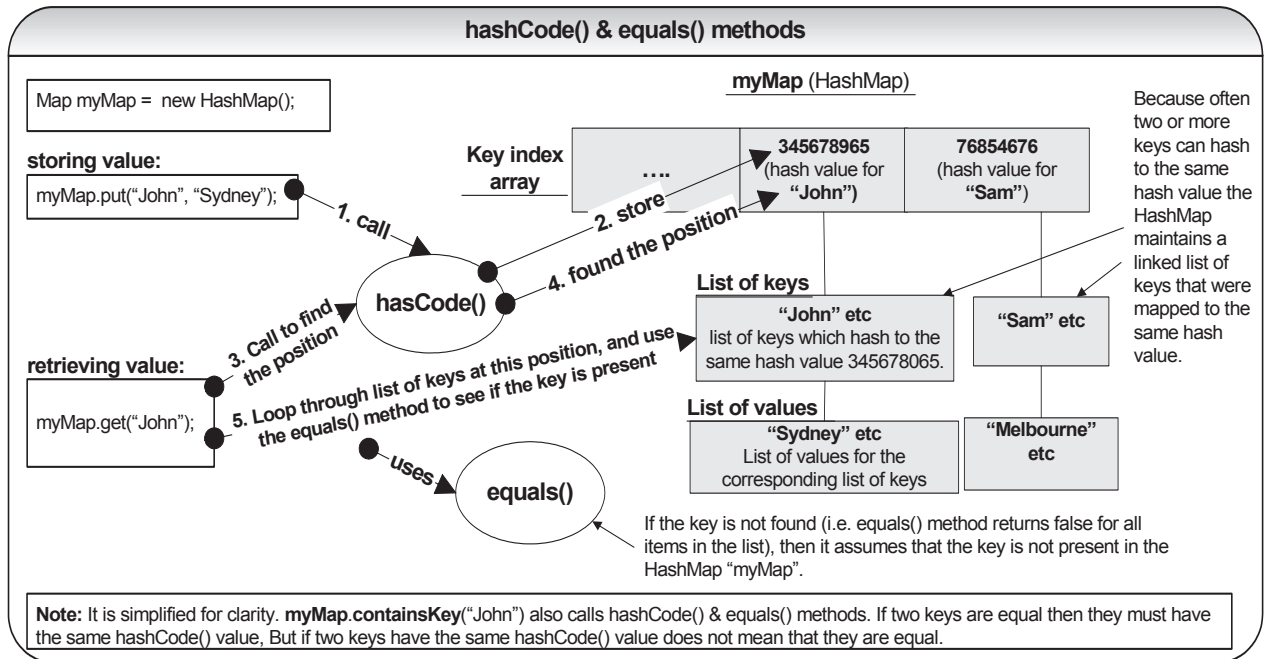 hashCode() & equals() methods
Map myMap =  new HashMap();
storing value:
myMap.put(“John”, “Sydney”);
1. call
hasCode()
2. store
4. found the position
3. Call to find
the position
retrieving value:
myMap.get(“John”);
5. Loop through list of keys at this position, and use
the equals() method to see if the key is present
uses
equals()
myMap (HashMap)
Key index
array
....
345678965
(hash value for
“John”)
76854676
(hash value for
“Sam”)
List of keys
“John” etc
list of keys which hash to the
same hash value 345678065.
“Sam” etc
List of values
“Sydney” etc
List of values for the
corresponding list of keys
“Melbourne”
etc
Because often
two or more
keys can hash
to the same
hash value the
HashMap
maintains a
linked list of
keys that were
mapped to the
same hash
value.
If the key is not found (i.e. equals() method returns false for all
items in the list), then it assumes that the key is not present in the
HashMap “myMap”.
Note: It is simplified for clarity. myMap.containsKey(“John”) also calls hashCode() & equals() methods. If two keys are equal then they must have
the same hashCode() value, But if two keys have the same hashCode() value does not mean that they are equal.